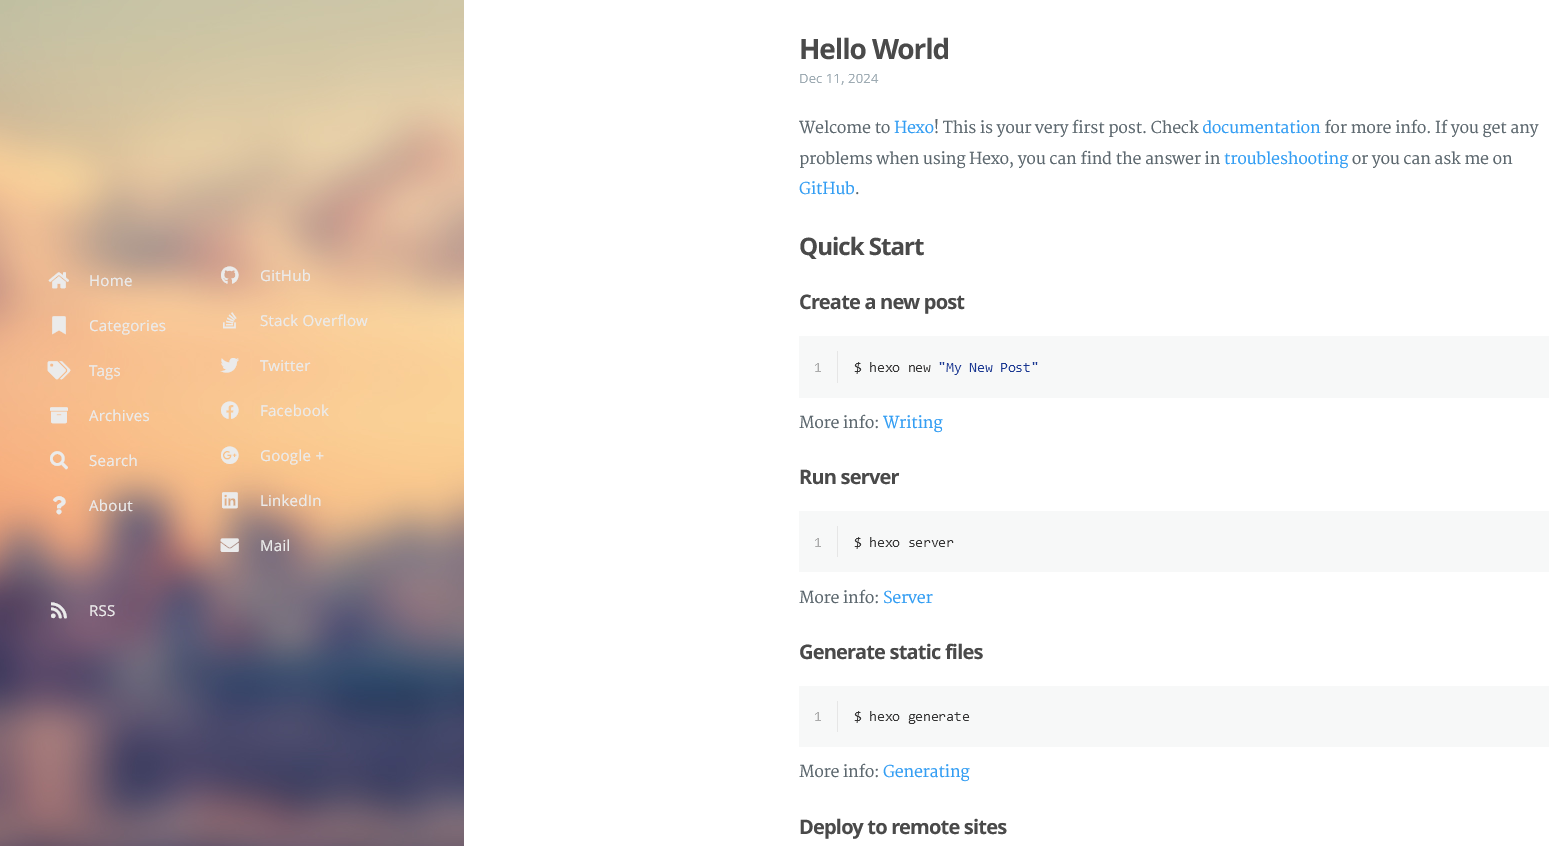 Home
Categories
Tags
Archives
Search
About
GitHub
Stack Overflow
Twitter
Facebook
Google +
LinkedIn
Mail
RSS
Hello World
Dec 11, 2024
Welcome to Hexo! This is your very first post. Check documentation for more info. If you get any
problems when using Hexo, you can find the answer in troubleshooting or you can ask me on
GitHub.
Quick Start
Create a new post
1 $ hexo new "My New Post"
More info: Writing
Run server
1 $ hexo server
More info: Server
Generate static files
1 $ hexo generate
More info: Generating
Deploy to remote sites